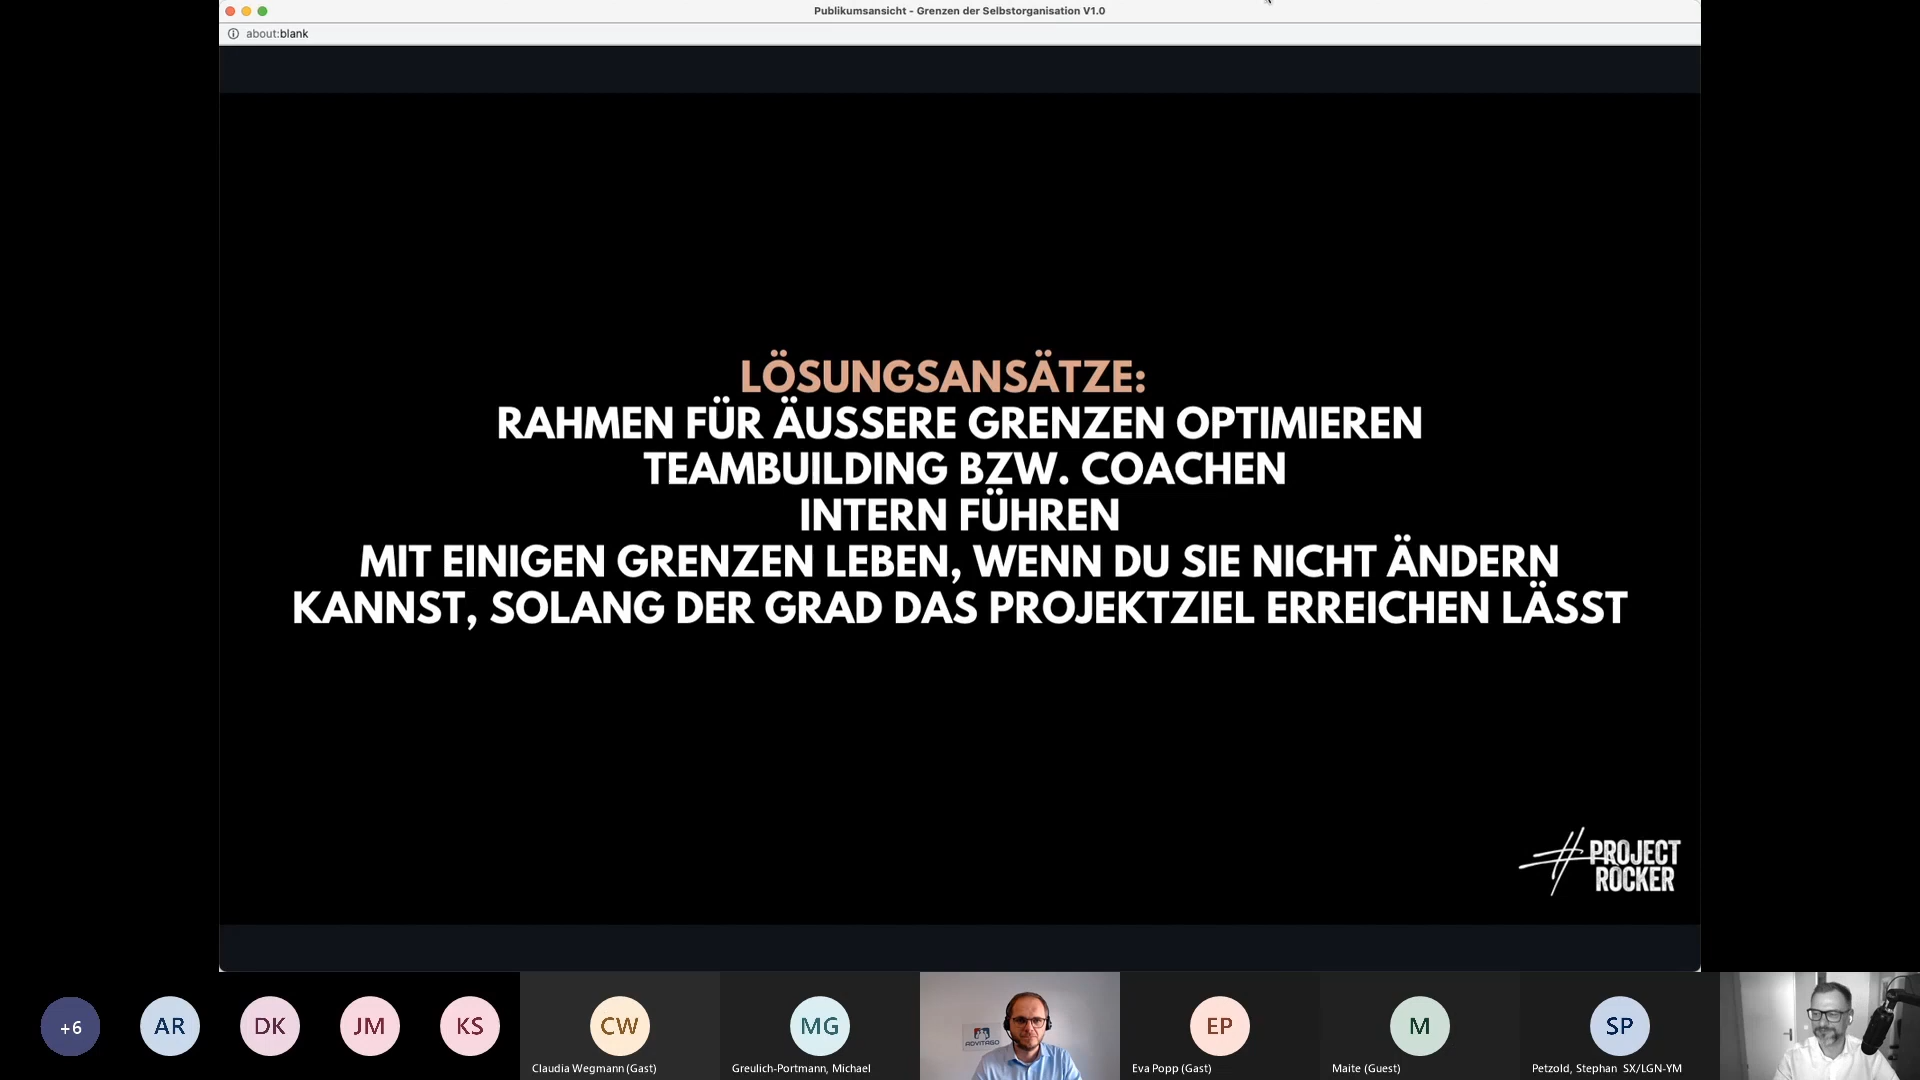 Publikumsansicht - Grenzen der Selbstorganisation V1.0
about:blank
LÖSUNGSANSÄTZE:
RAHMEN FÜR ÄUSSERE GRENZEN OPTIMIEREN
TEAMBUILDING BZW. COACHEN
INTERN FÜHREN
MIT EINIGEN GRENZEN LEBEN, WENN DU SIE NICHT ÄNDERN
KANNST, SOLANG DER GRAD DAS PROJEKTZIEL ERREICHEN LÄSST
#PROJECT
ROCKER
+6
AR
DK
JM
KS
CW
Claudia Wegmann (Gast)
MG
Greulich-Portmann, Michael
ADVITAGO
EP
Eva Popp (Gast)
M
Maite (Guest)
SP
Petzold, Stephan SX/LGN-YM